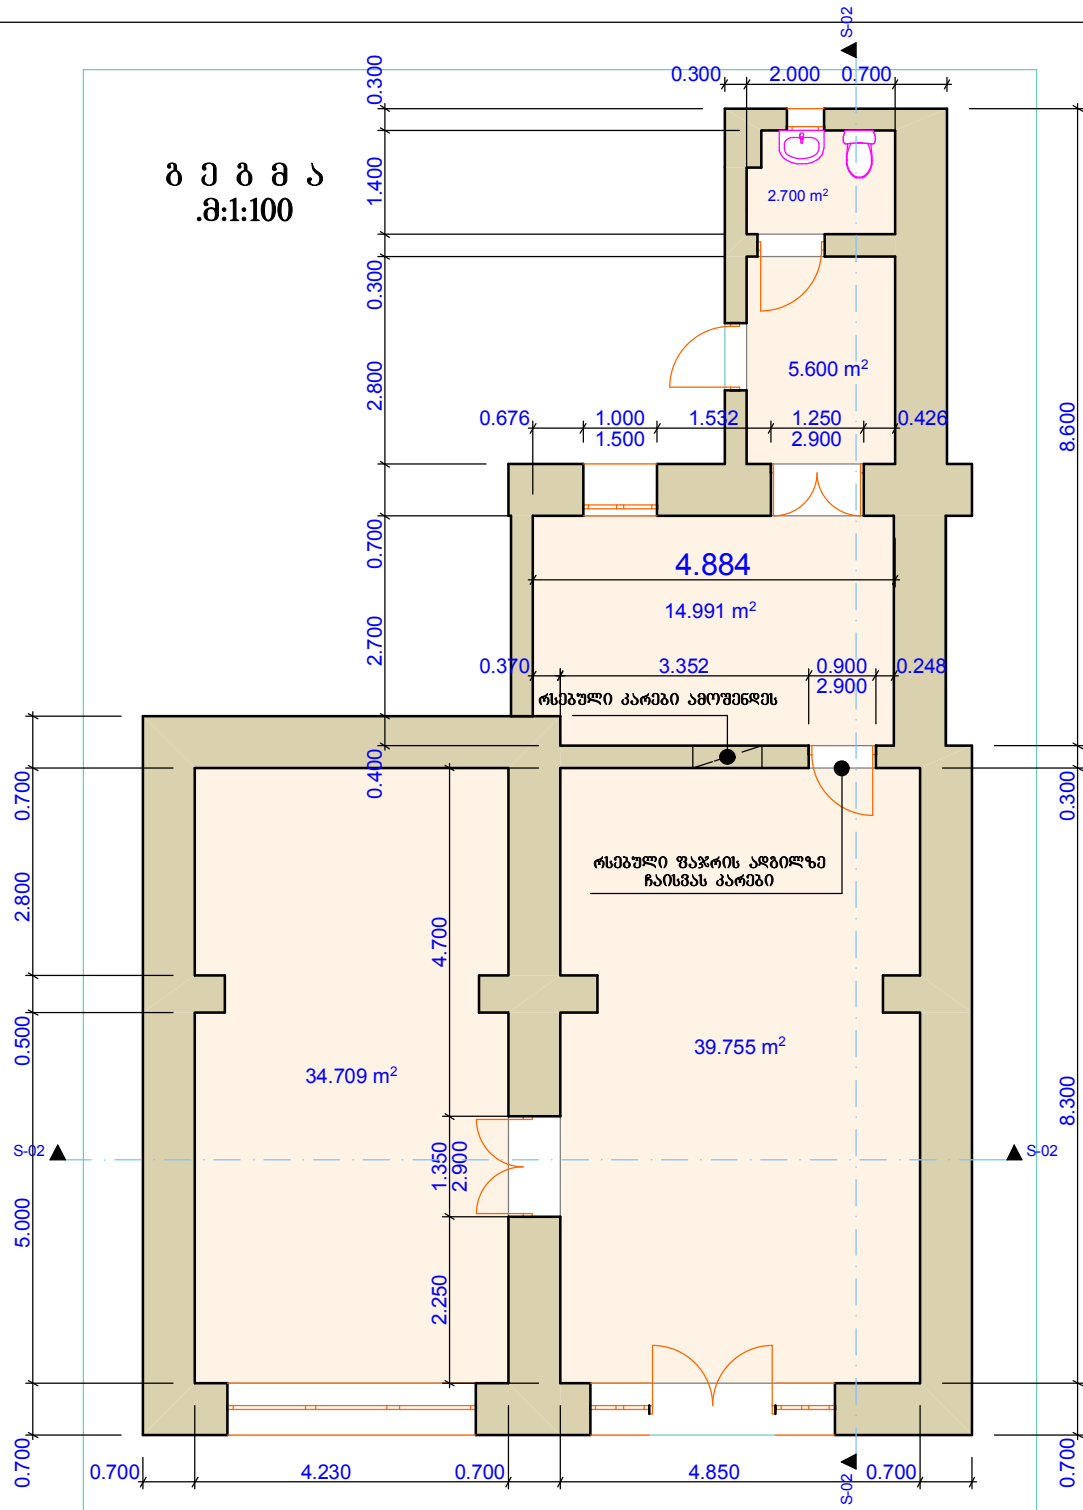 S-02
0.300 2.000 0.700
0.300
გ ე გ მ ა
.მ:1:100
1.400
2.700 m²
0.300
2.800
5.600 m²
8.600
0.676 1.000 1.532 1.250 0.426
1.500 2.900
0.700
4.884
14.991 m²
2.700
0.370 3.352 0.900 0.248
2.900
რსებული კარები ამოშენდეს
0.400
0.700
0.300
რსებული ფაჯრის ადგილზე
ჩაისვას კარები
2.800
4.700
0.500
39.755 m²
34.709 m²
8.300
S-02
1.350
2.900
S-02
5.000
2.250
0.700
0.700 4.230 0.700 4.850 0.700
S-02
0.700